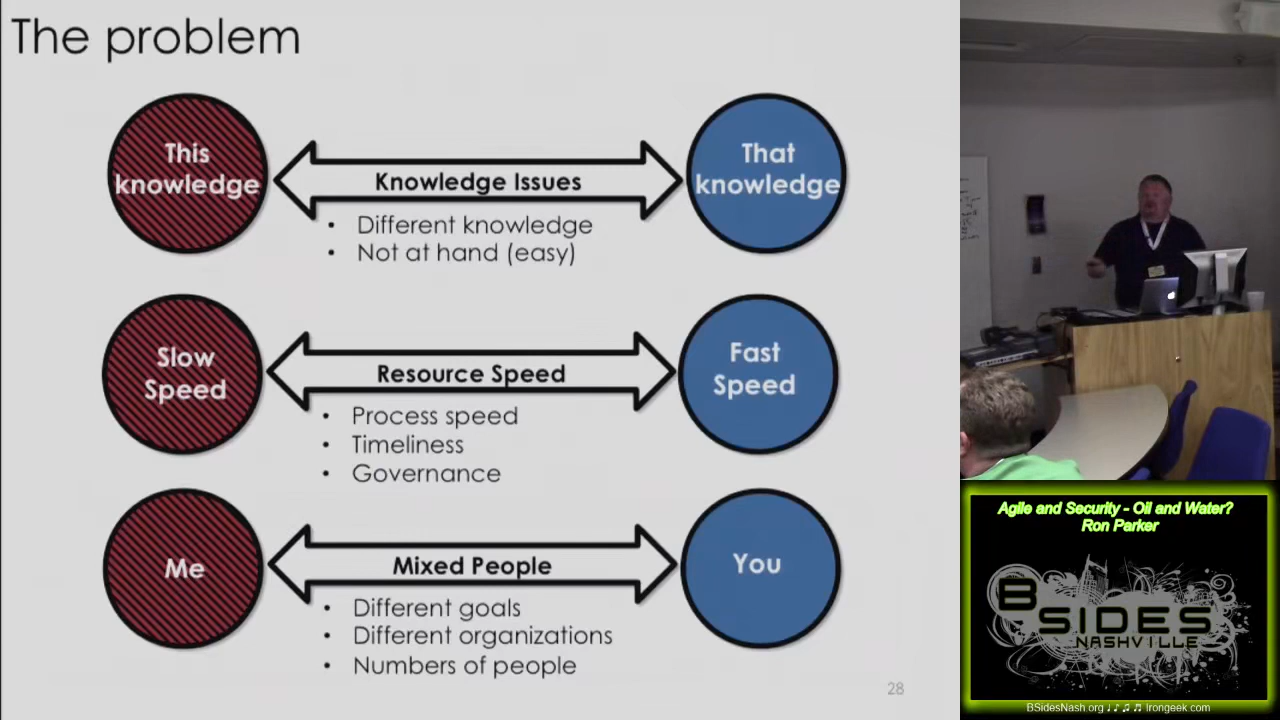 The problem
This
knowledge
Knowledge Issues
That
knowledge
• Different knowledge
• Not at hand (easy)
Slow
Speed
Resource Speed
Fast
Speed
• Process speed
• Timeliness
• Governance
Me
Mixed People
You
• Different goals
• Different organizations
• Numbers of people
28
Agile and Security - Oil and Water?
Ron Parker
BSIDES
NASHVILLE
BSidesNash.org ♩♪♫♬ Irongeek.com